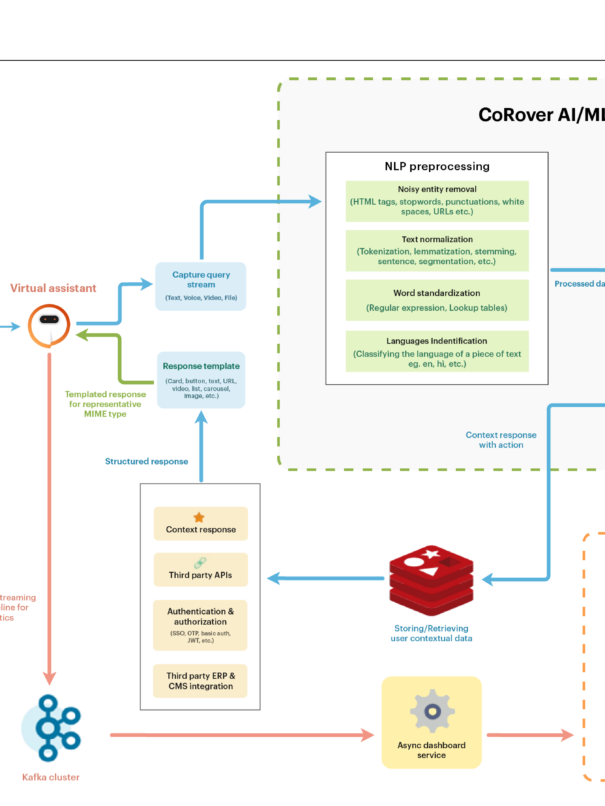 CoRover AI/ML
NLP preprocessing
Noisy entity removal
(HTML tags, stopwords, punctuations, white
spaces, URLs etc.)
Text normalization
(Tokenization, lemmatization, stemming,
sentence, segmentation, etc.)
Word standardization
(Regular expression, Lookup tables)
Languages Indentification
(Classifying the language of a piece of text
eg. en, hi, etc.)
Processed da
Capture query
stream
(Text, Voice, Video, File)
Virtual assistant
Response template
(Card, button, text, URL,
video, list, carousel,
image, etc.)
Templated response
for representative
MIME type
Context response
with action
Structured response
Context response
Third party APIs
Authentication &
authorization
(SSO, OTP, basic auth,
JWT, etc.)
Third party ERP &
CMS integration
Storing/Retrieving
user contextual data
treaming
line for
tics
Kafka cluster
Async dashboard
service